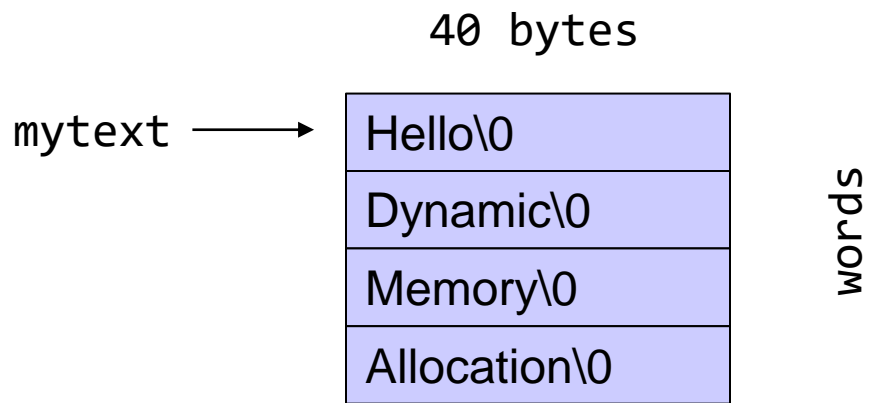 40 bytes
mytext
Hello\0
Dynamic\0
Memory\0
Allocation\0
words